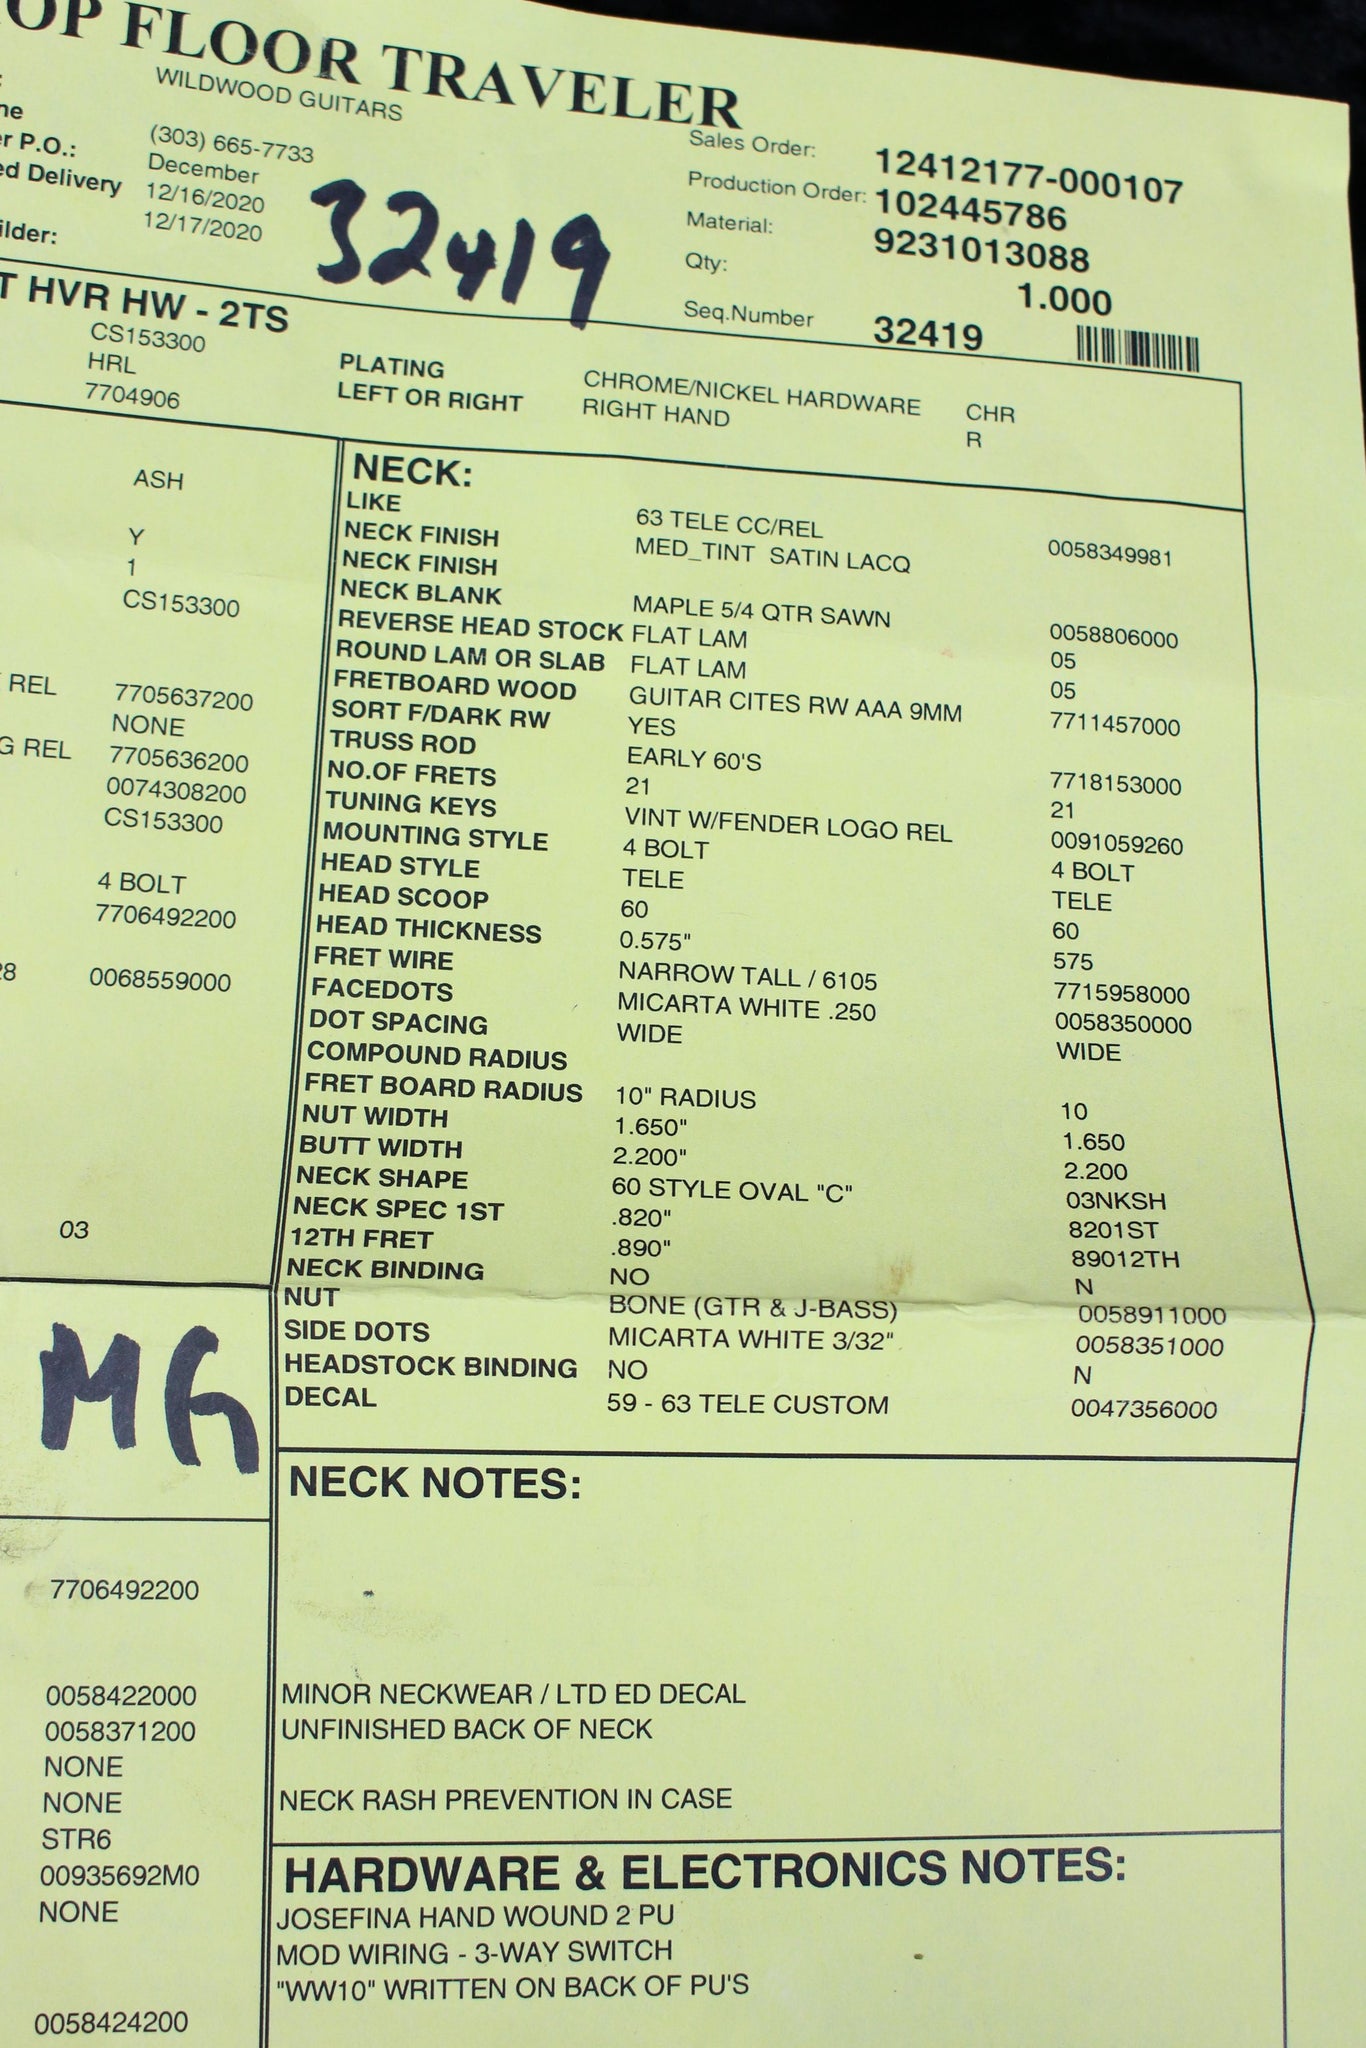 OP FLOOR TRAVELER
WILDWOOD GUITARS
(303) 665-7733
r P.O.: December
ed Delivery 12/16/2020
12/17/2020
ilder:
32419
Sales Order: 12412177-000107
Production Order: 102445786
Material: 9231013088
Qty: 1.000
Seq.Number 32419
T HVR HW - 2TS
CS153300
HRL
7704906
PLATING CHROME/NICKEL HARDWARE CHR
LEFT OR RIGHT RIGHT HAND R
ASH
Y
1
CS153300
REL 7705637200
NONE
G REL 7705636200
0074308200
CS153300
4 BOLT
7706492200
28 0068559000
03
MG
7706492200
0058422000
0058371200
NONE
NONE
STR6
00935692M0
NONE
0058424200
NECK:
LIKE 63 TELE CC/REL
NECK FINISH MED_TINT SATIN LACQ 0058349981
NECK FINISH
NECK BLANK MAPLE 5/4 QTR SAWN 0058806000
REVERSE HEAD STOCK FLAT LAM 05
ROUND LAM OR SLAB FLAT LAM 05
FRETBOARD WOOD GUITAR CITES RW AAA 9MM 7711457000
SORT F/DARK RW YES
TRUSS ROD EARLY 60'S 7718153000
NO.OF FRETS 21 21
TUNING KEYS VINT W/FENDER LOGO REL 0091059260
MOUNTING STYLE 4 BOLT 4 BOLT
HEAD STYLE TELE TELE
HEAD SCOOP 60 60
HEAD THICKNESS 0.575" 575
FRET WIRE NARROW TALL / 6105 7715958000
FACEDOTS MICARTA WHITE .250 0058350000
DOT SPACING WIDE WIDE
COMPOUND RADIUS
FRET BOARD RADIUS 10" RADIUS 10
NUT WIDTH 1.650" 1.650
BUTT WIDTH 2.200" 2.200
NECK SHAPE 60 STYLE OVAL "C" 03NKSH
NECK SPEC 1ST .820" 8201ST
12TH FRET .890" 89012TH
NECK BINDING NO N
NUT BONE (GTR & J-BASS) 0058911000
SIDE DOTS MICARTA WHITE 3/32" 0058351000
HEADSTOCK BINDING NO N
DECAL 59 - 63 TELE CUSTOM 0047356000
NECK NOTES:
MINOR NECKWEAR / LTD ED DECAL
UNFINISHED BACK OF NECK
NECK RASH PREVENTION IN CASE
HARDWARE & ELECTRONICS NOTES:
JOSEFINA HAND WOUND 2 PU
MOD WIRING - 3-WAY SWITCH
"WW10" WRITTEN ON BACK OF PU'S